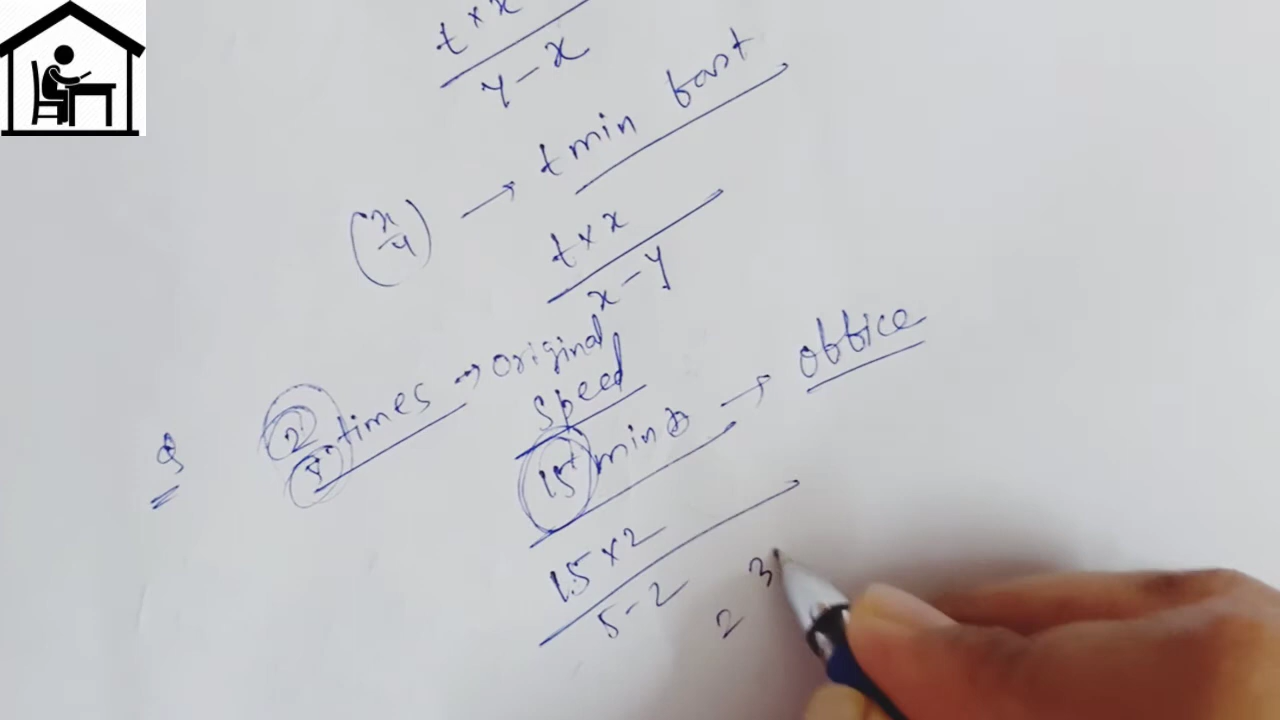 t × x
y - x
(x/y) → t min fast
t × x
x - y
Q 2/5 times → original speed
15 min → office
15 × 2
5 - 2
2 3